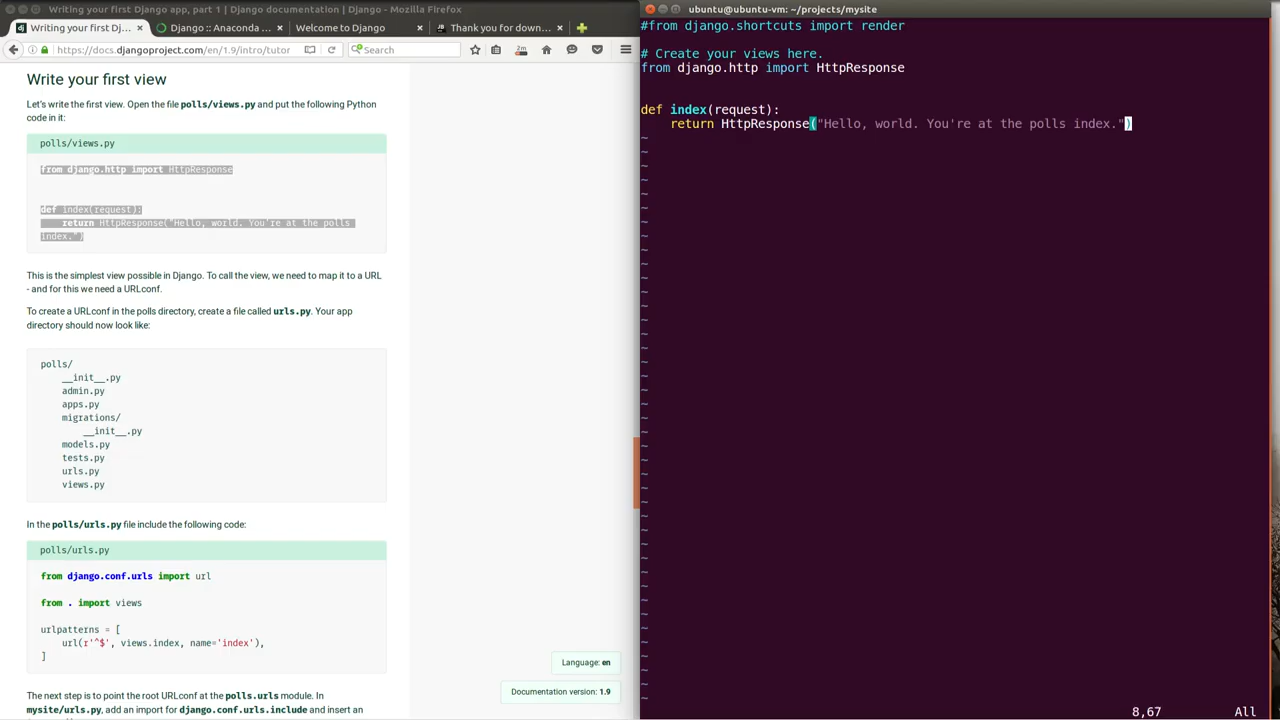 Writing your first Django app, part 1 | Django documentation | Django - Mozilla Firefox
Writing your first Dj... × Django :: Anaconda ... × Welcome to Django × Thank you for down... ×
https://docs.djangoproject.com/en/1.9/intro/tutor
Search
2m
Write your first view
Let's write the first view. Open the file polls/views.py and put the following Python
code in it:
polls/views.py
from django.http import HttpResponse
def index(request):
return HttpResponse("Hello, world. You're at the polls
index.")
This is the simplest view possible in Django. To call the view, we need to map it to a URL
- and for this we need a URLconf.
To create a URLconf in the polls directory, create a file called urls.py. Your app
directory should now look like:
polls/
__init__.py
admin.py
apps.py
migrations/
__init__.py
models.py
tests.py
urls.py
views.py
In the polls/urls.py file include the following code:
polls/urls.py
from django.conf.urls import url
from . import views
urlpatterns = [
url(r'^$', views.index, name='index'),
]
Language: en
Documentation version: 1.9
The next step is to point the root URLconf at the polls.urls module. In
mysite/urls.py, add an import for django.conf.urls.include and insert an
ubuntu@ubuntu-vm: ~/projects/mysite
#from django.shortcuts import render
# Create your views here.
from django.http import HttpResponse
def index(request):
return HttpResponse("Hello, world. You're at the polls index.")
8,67 All